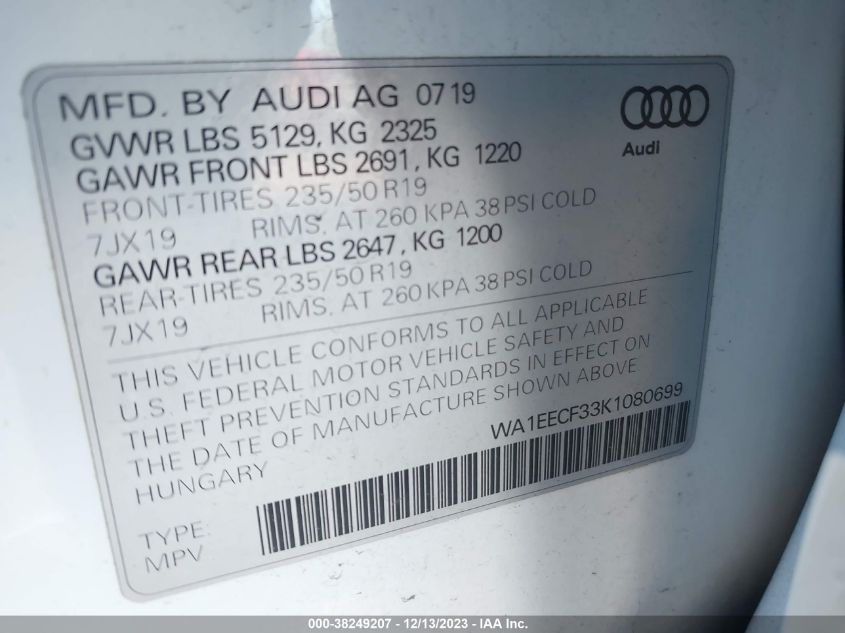 MFD. BY AUDI AG 0719
GVWR LBS 5129, KG 2325
GAWR FRONT LBS 2691, KG 1220
FRONT-TIRES 235/50 R19
7JX19 RIMS. AT 260 KPA 38 PSI COLD
GAWR REAR LBS 2647, KG 1200
REAR-TIRES 235/50 R19
7JX19 RIMS. AT 260 KPA 38 PSI COLD
THIS VEHICLE CONFORMS TO ALL APPLICABLE
U.S. FEDERAL MOTOR VEHICLE SAFETY AND
THEFT PREVENTION STANDARDS IN EFFECT ON
THE DATE OF MANUFACTURE SHOWN ABOVE
HUNGARY
WA1EECF33K1080699
TYPE:
MPV
Audi
000-38249207 - 12/13/2023 - IAA Inc.